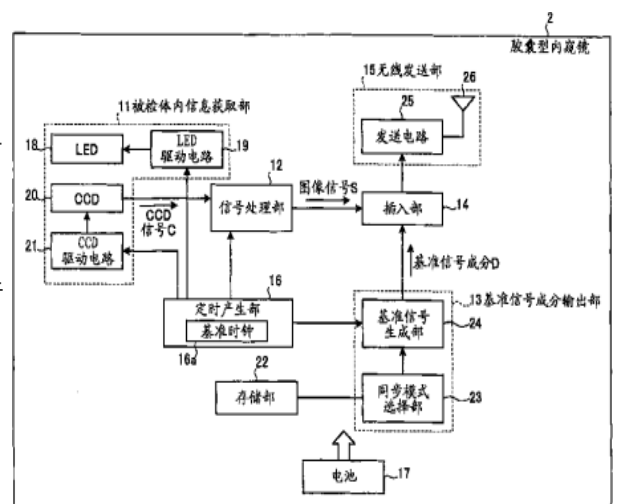 2
胶囊型内窥镜
15无线发送部
26
25
发送电路
11被检体内信息获取部
18
LED
LED
驱动电路
19
12
20
CCD
CCD
信号C
信号处理部
图像信号S
插入部
14
21
CCD
驱动电路
基准信号成分D
16
定时产生部
基准时钟
16a
13基准信号成分输出部
基准信号
生成部
24
22
存储部
同步模式
选择部
23
电池
17